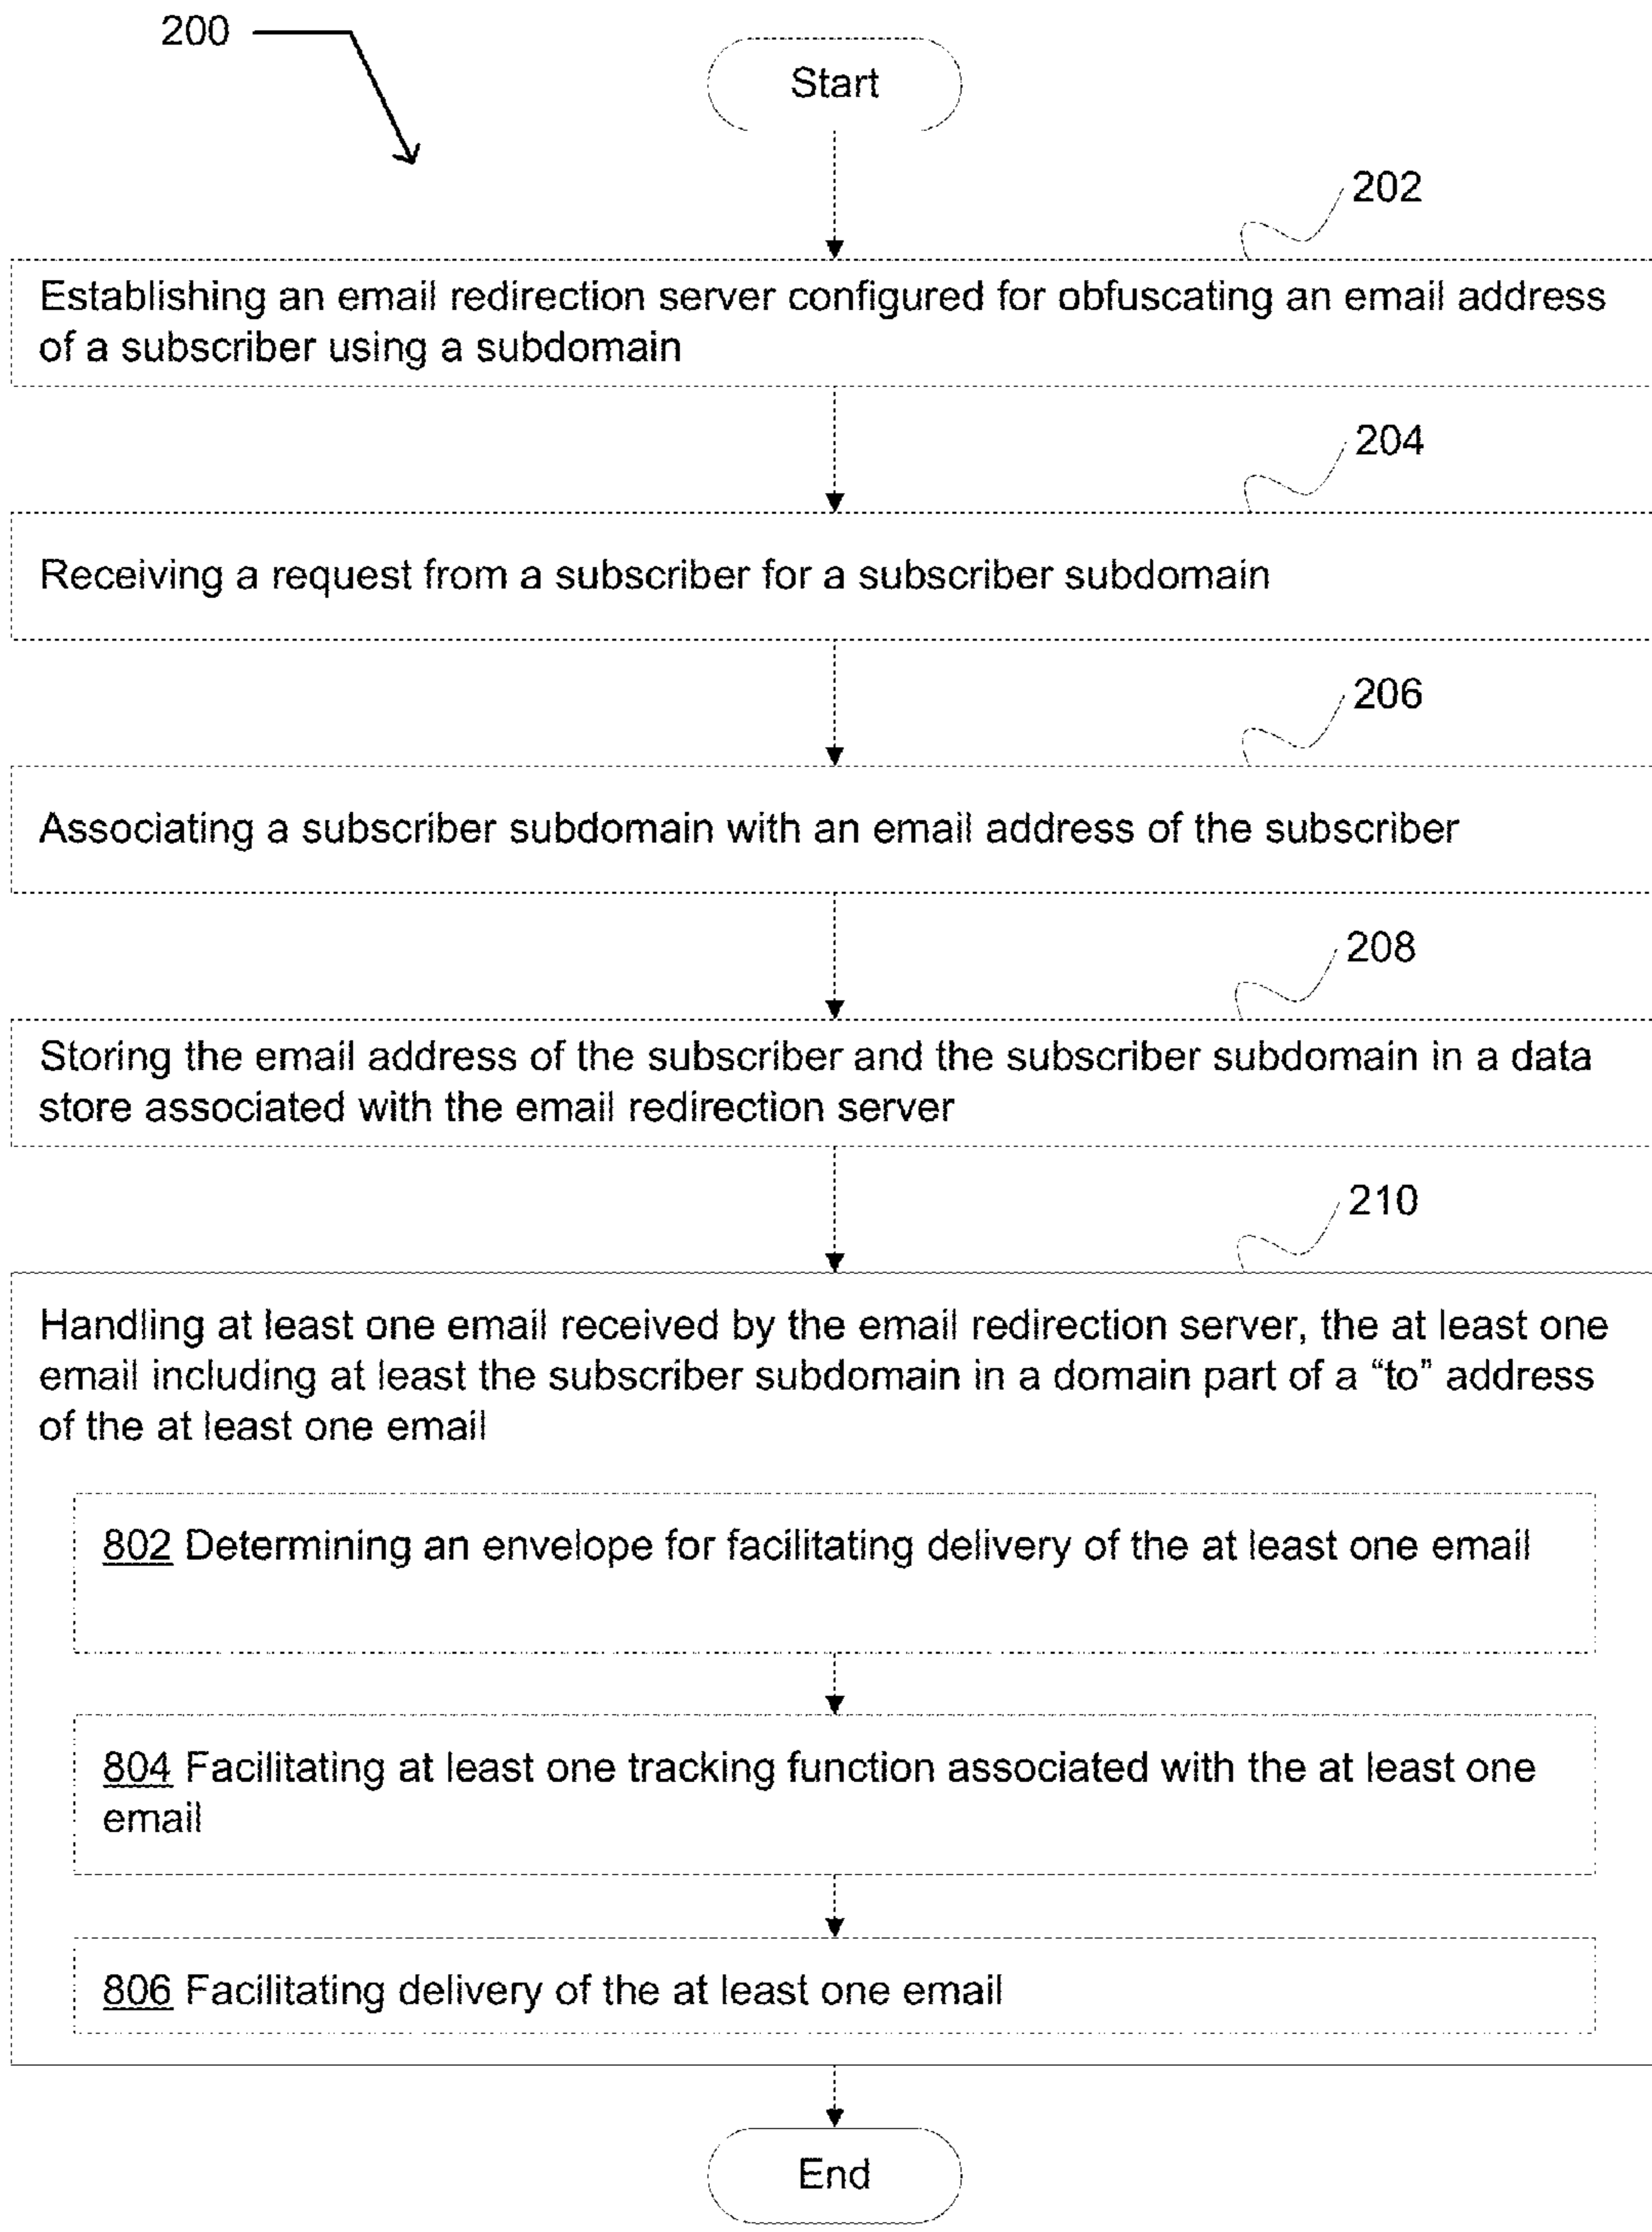 200
Start
202
Establishing an email redirection server configured for obfuscating an email address
of a subscriber using a subdomain
204
Receiving a request from a subscriber for a subscriber subdomain
206
Associating a subscriber subdomain with an email address of the subscriber
208
Storing the email address of the subscriber and the subscriber subdomain in a data
store associated with the email redirection server
210
Handling at least one email received by the email redirection server, the at least one
email including at least the subscriber subdomain in a domain part of a “to” address
of the at least one email
802 Determining an envelope for facilitating delivery of the at least one email
804 Facilitating at least one tracking function associated with the at least one
email
806 Facilitating delivery of the at least one email
End